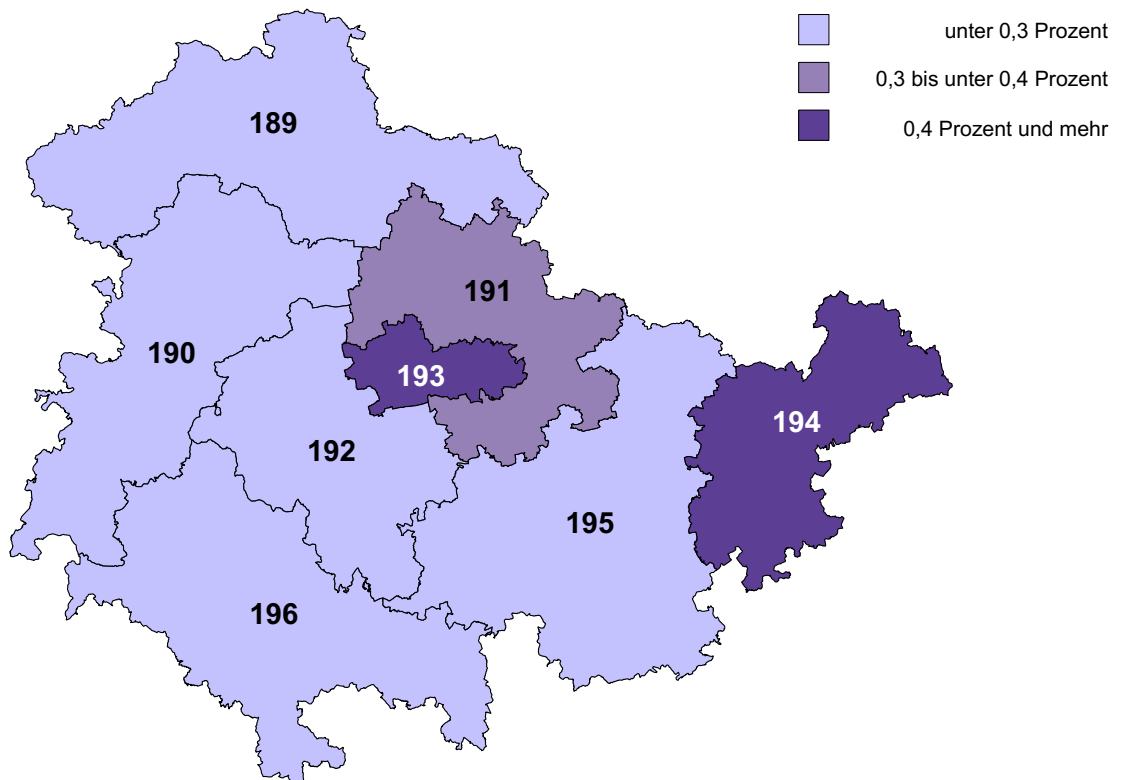 unter 0,3 Prozent
0,3 bis unter 0,4 Prozent
0,4 Prozent und mehr
189
191
190
193
194
192
195
196